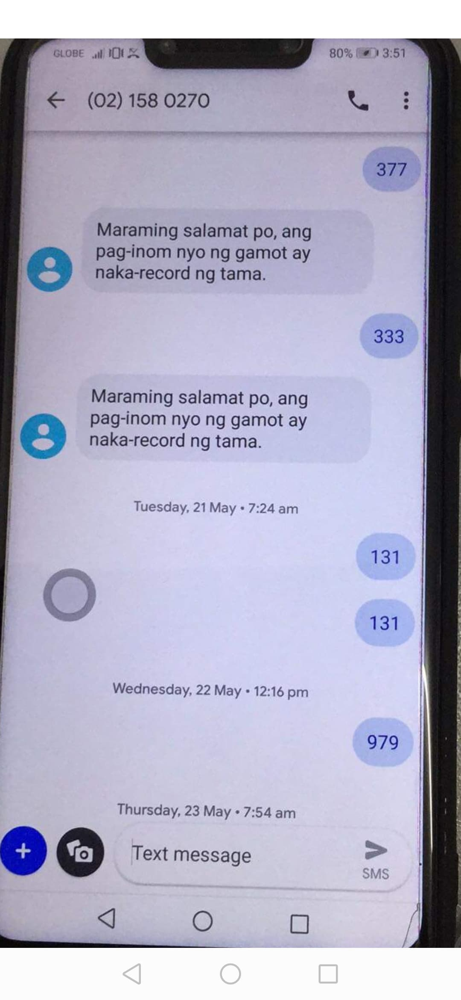 GLOBE 80% 3:51
(02) 158 0270
377
Maraming salamat po, ang
pag-inom nyo ng gamot ay
naka-record ng tama.
333
Maraming salamat po, ang
pag-inom nyo ng gamot ay
naka-record ng tama.
Tuesday, 21 May • 7:24 am
131
131
Wednesday, 22 May • 12:16 pm
979
Thursday, 23 May • 7:54 am
Text message
SMS